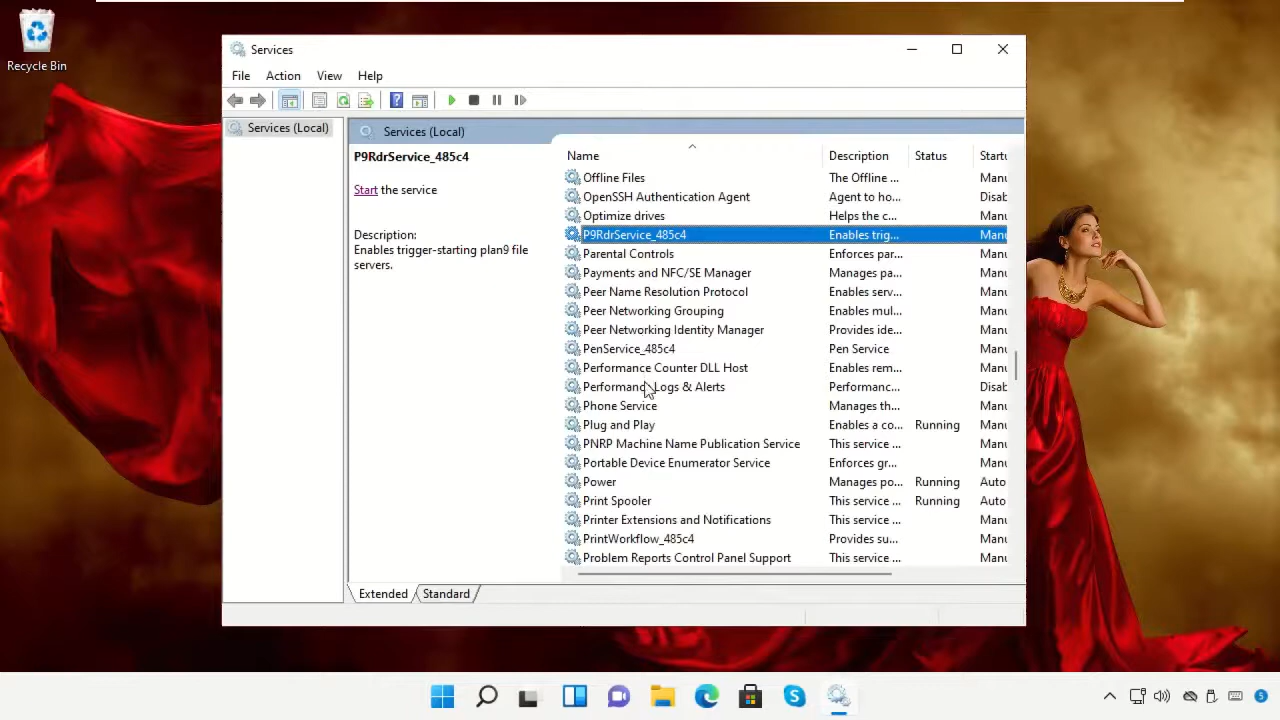 Recycle Bin
Services
File Action View Help
Services (Local)
Services (Local)
P9RdrService_485c4
Start the service
Description:
Enables trigger-starting plan9 file
servers.
Name Description Status Startu
Offline Files The Offline ... Manu
OpenSSH Authentication Agent Agent to ho... Disab
Optimize drives Helps the c... Manu
P9RdrService_485c4 Enables trig... Manu
Parental Controls Enforces par... Manu
Payments and NFC/SE Manager Manages pa... Manu
Peer Name Resolution Protocol Enables serv... Manu
Peer Networking Grouping Enables mul... Manu
Peer Networking Identity Manager Provides ide... Manu
PenService_485c4 Pen Service Manu
Performance Counter DLL Host Enables rem... Manu
Performance Logs & Alerts Performanc... Disab
Phone Service Manages th... Manu
Plug and Play Enables a co... Running Manu
PNRP Machine Name Publication Service This service ... Manu
Portable Device Enumerator Service Enforces gr... Manu
Power Manages po... Running Auto
Print Spooler This service ... Running Auto
Printer Extensions and Notifications This service ... Manu
PrintWorkflow_485c4 Provides su... Manu
Problem Reports Control Panel Support This service ... Manu
Extended Standard
5